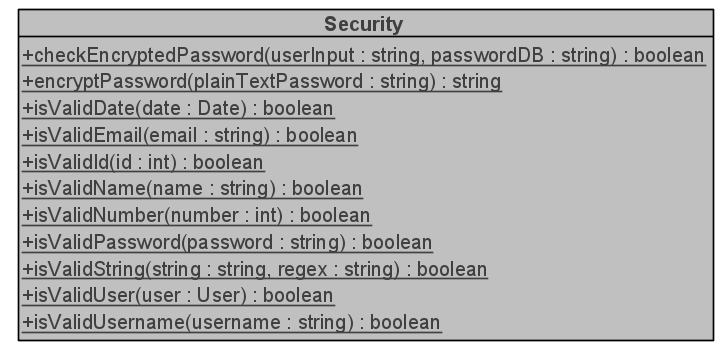 Security
+checkEncryptedPassword(userInput : string, passwordDB : string) : boolean
+encryptPassword(plainTextPassword : string) : string
+isValidDate(date : Date) : boolean
+isValidEmail(email : string) : boolean
+isValidId(id : int) : boolean
+isValidName(name : string) : boolean
+isValidNumber(number : int) : boolean
+isValidPassword(password : string) : boolean
+isValidString(string : string, regex : string) : boolean
+isValidUser(user : User) : boolean
+isValidUsername(username : string) : boolean